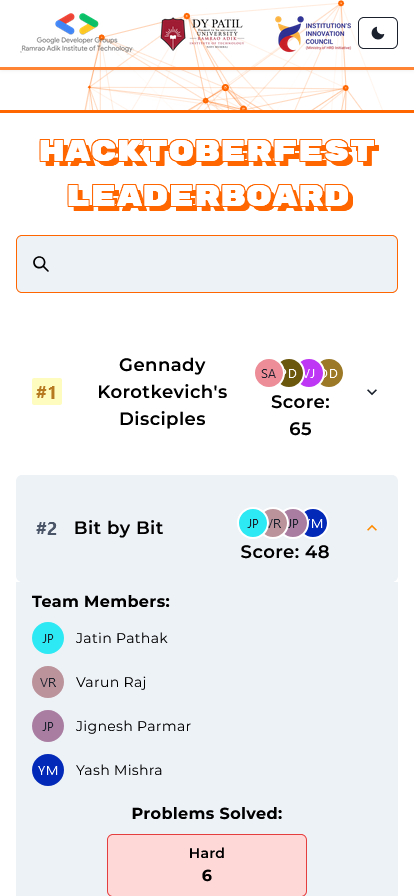 Google Developer Groups
Ramrao Adik Institute of Technology
DY PATIL
UNIVERSITY
RAMRAO ADIK
INSTITUTE OF TECHNOLOGY
NAVI MUMBAI
INSTITUTION'S
INNOVATION
COUNCIL
(Ministry of HRD Initiative)
HACKTOBERFEST
LEADERBOARD
#1
Gennady
Korotkevich's
Disciples
SA
D
VJ
DD
Score:
65
#2
Bit by Bit
JP
VR
JP
YM
Score: 48
Team Members:
JP
Jatin Pathak
VR
Varun Raj
JP
Jignesh Parmar
YM
Yash Mishra
Problems Solved:
Hard
6